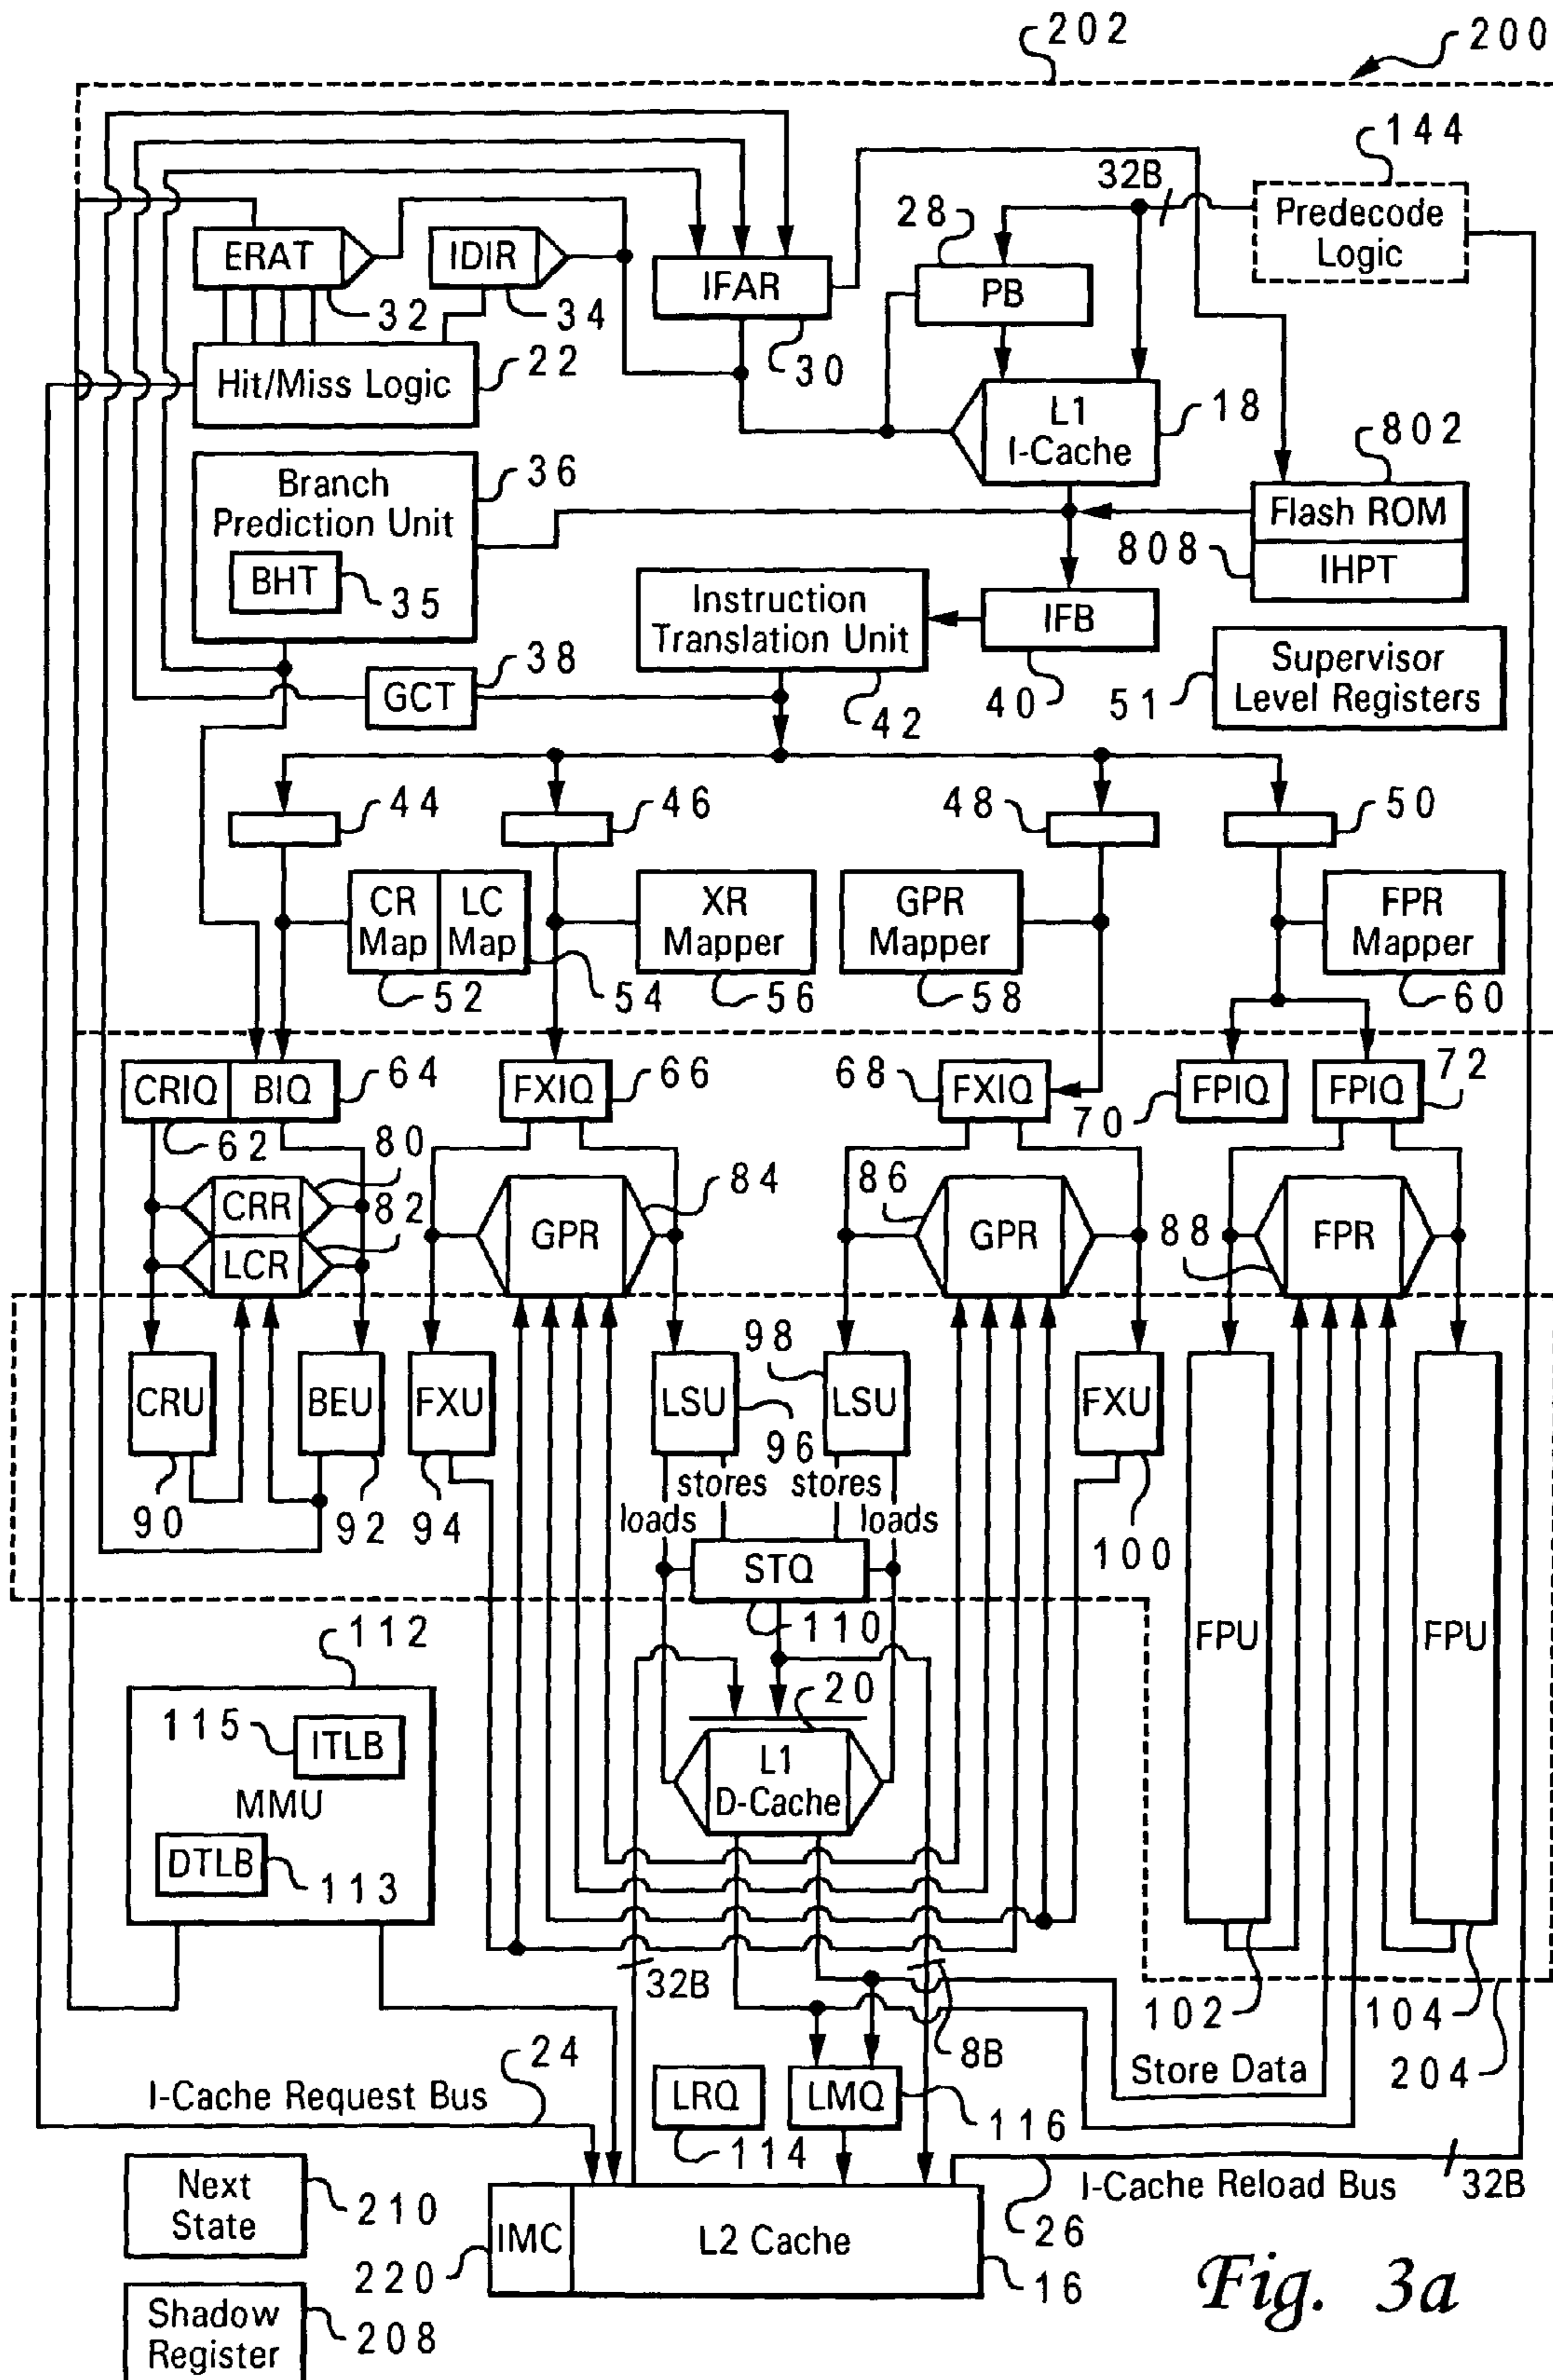 202
200
144
32B
Predecode
Logic
28
ERAT
IDIR
IFAR
PB
32
34
30
Hit/Miss Logic
22
L1
I-Cache
18
802
Branch
Prediction Unit
36
Flash ROM
BHT
35
808
IHPT
Instruction
Translation Unit
IFB
38
GCT
42
40
51
Supervisor
Level Registers
44
46
48
50
CR
Map
LC
Map
XR
Mapper
GPR
Mapper
FPR
Mapper
52
54
56
58
60
CRIQ
BIQ
64
FXIQ
66
68
FXIQ
70
FPIQ
FPIQ
72
62
80
CRR
82
LCR
GPR
84
86
GPR
88
FPR
98
CRU
BEU
FXU
LSU
LSU
FXU
96
90
92
94
stores
stores
loads
loads
100
STQ
110
FPU
FPU
112
20
115
ITLB
MMU
L1
D-Cache
DTLB
113
32B
102
104
8B
24
I-Cache Request Bus
LRQ
LMQ
Store Data
204
114
116
Next
State
210
I-Cache Reload Bus
32B
26
IMC
L2 Cache
220
16
Shadow
Register
208
Fig. 3a